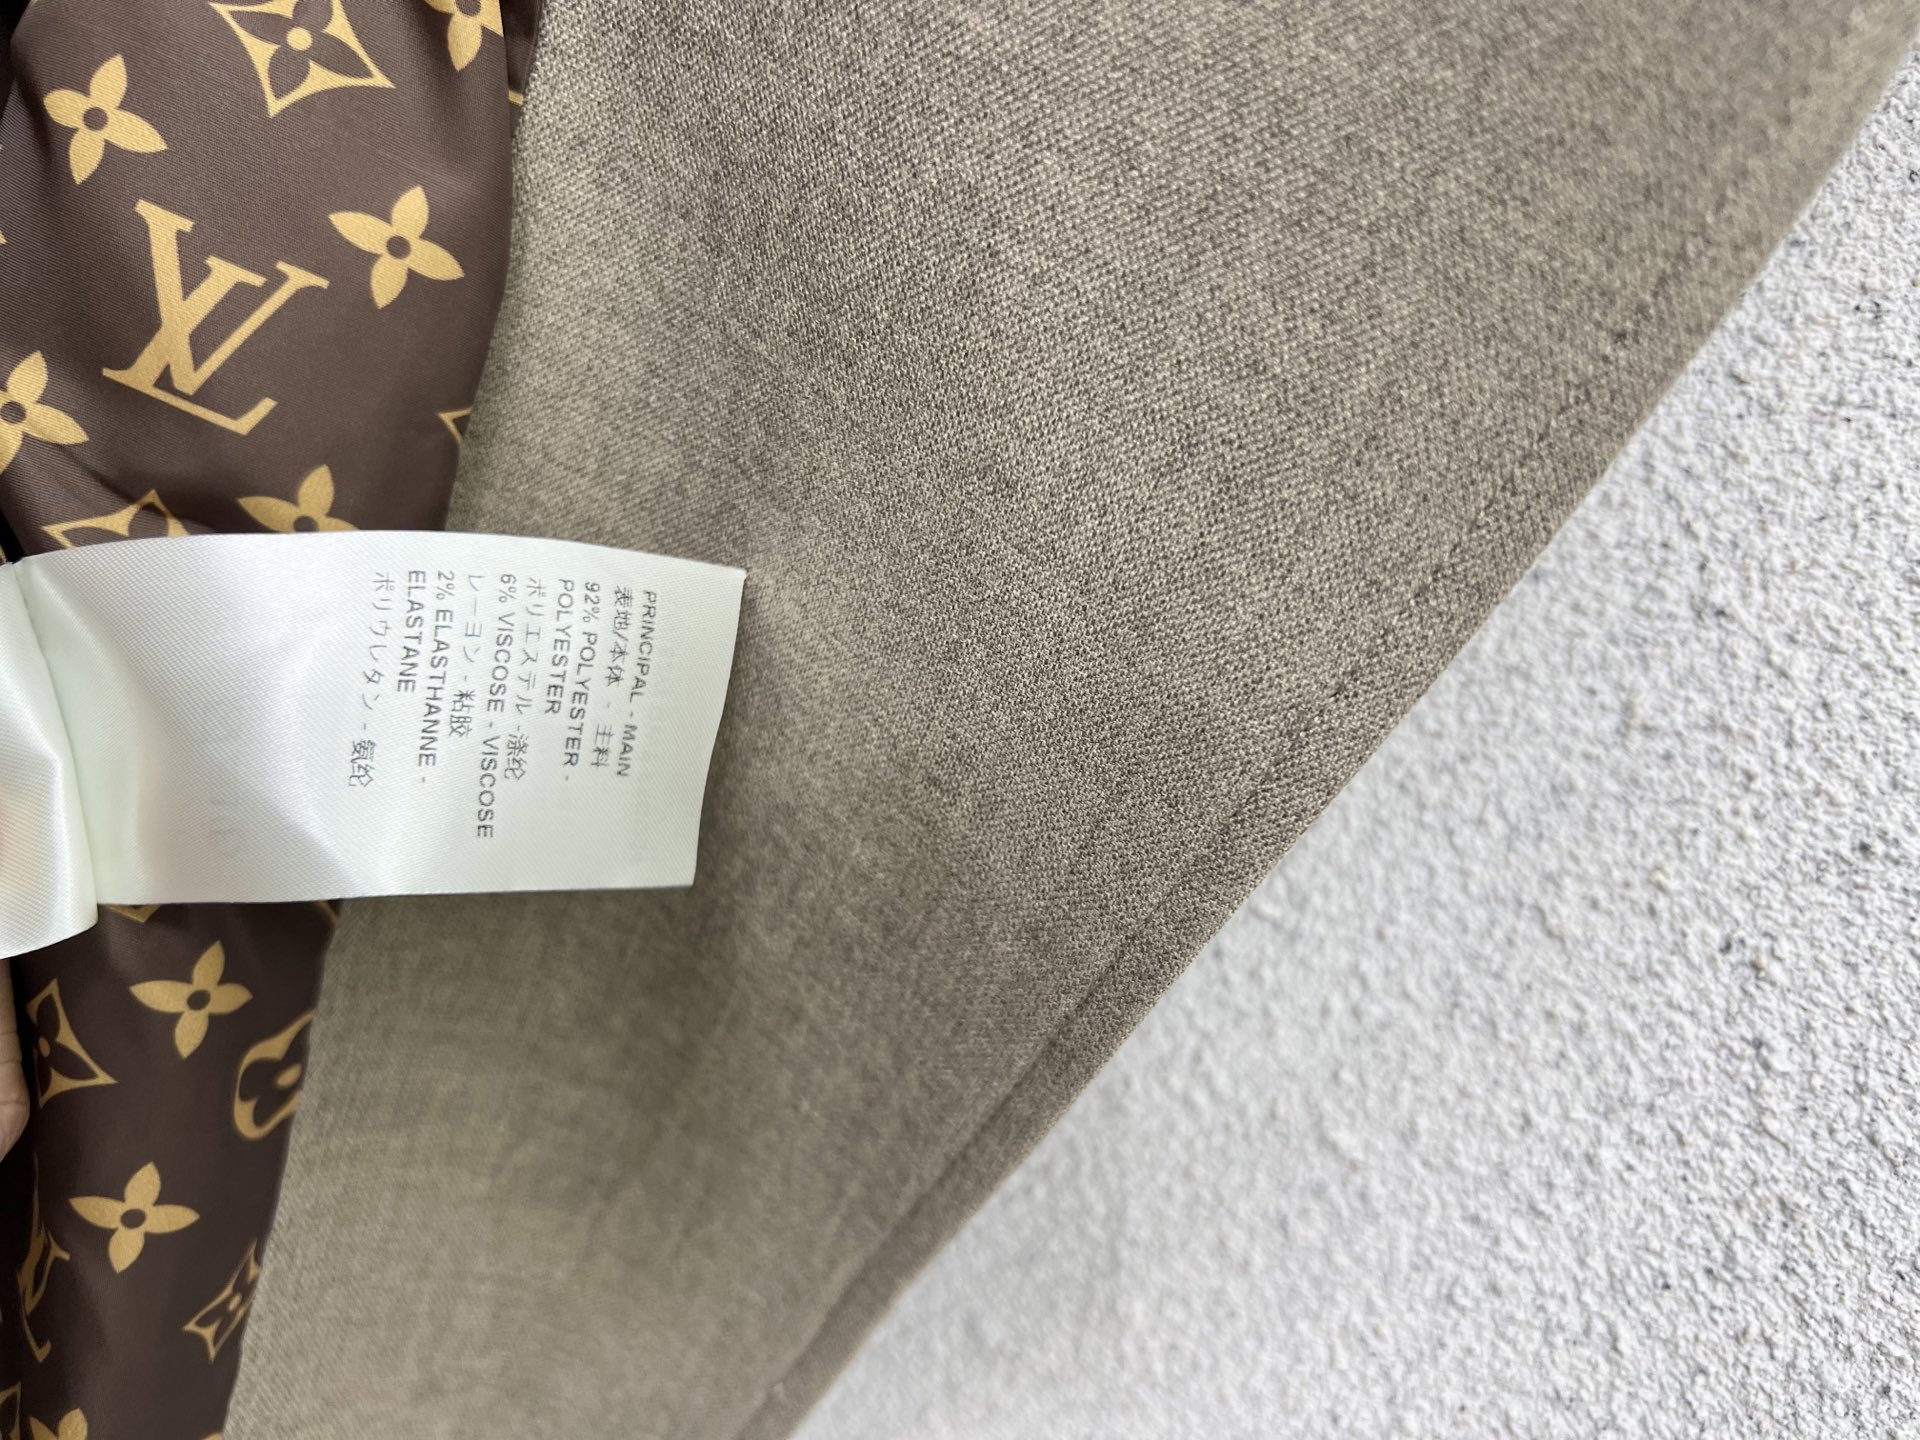 PRINCIPAL - MAIN
表地/本体 - 主料
92% POLYESTER -
POLYESTER
ポリエステル -涤纶
6% VISCOSE - VISCOSE
レーヨン - 粘胶
2% ELASTHANNE -
ELASTANE
ポリウレタン - 氨纶
LV